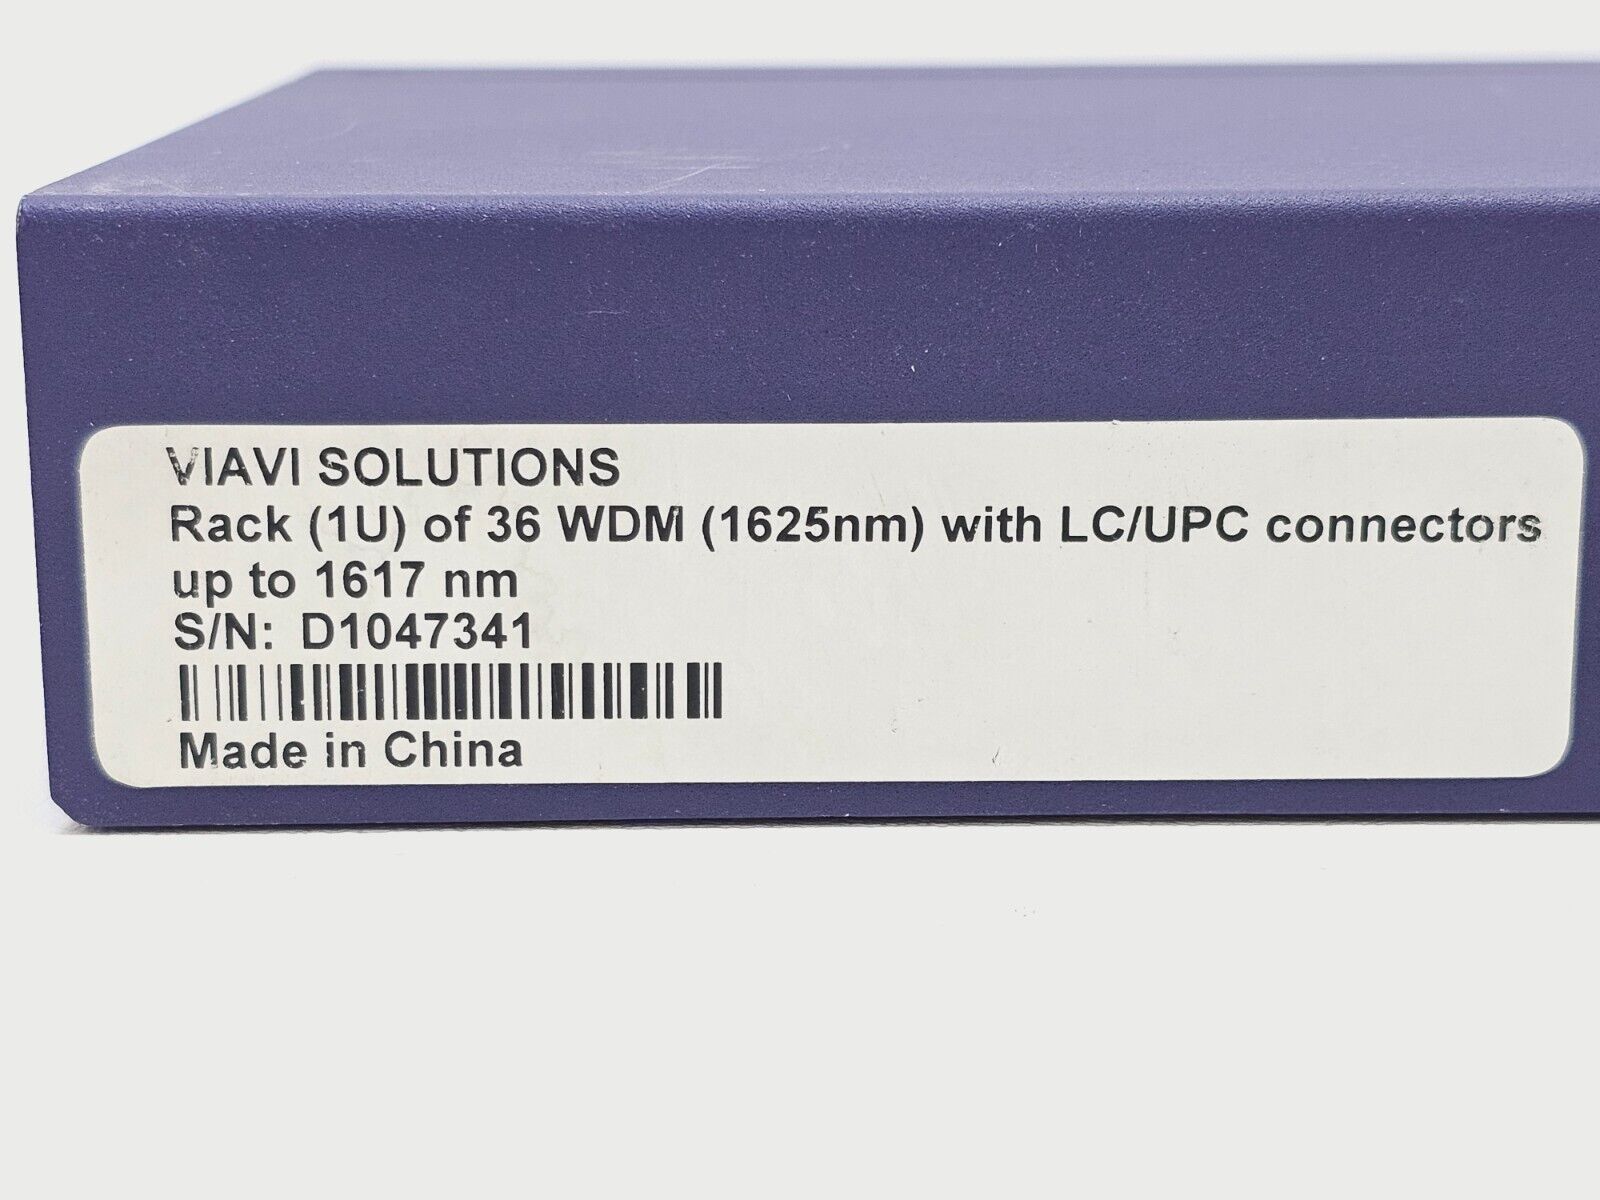 VIAVI SOLUTIONS
Rack (1U) of 36 WDM (1625nm) with LC/UPC connectors
up to 1617 nm
S/N: D1047341
Made in China